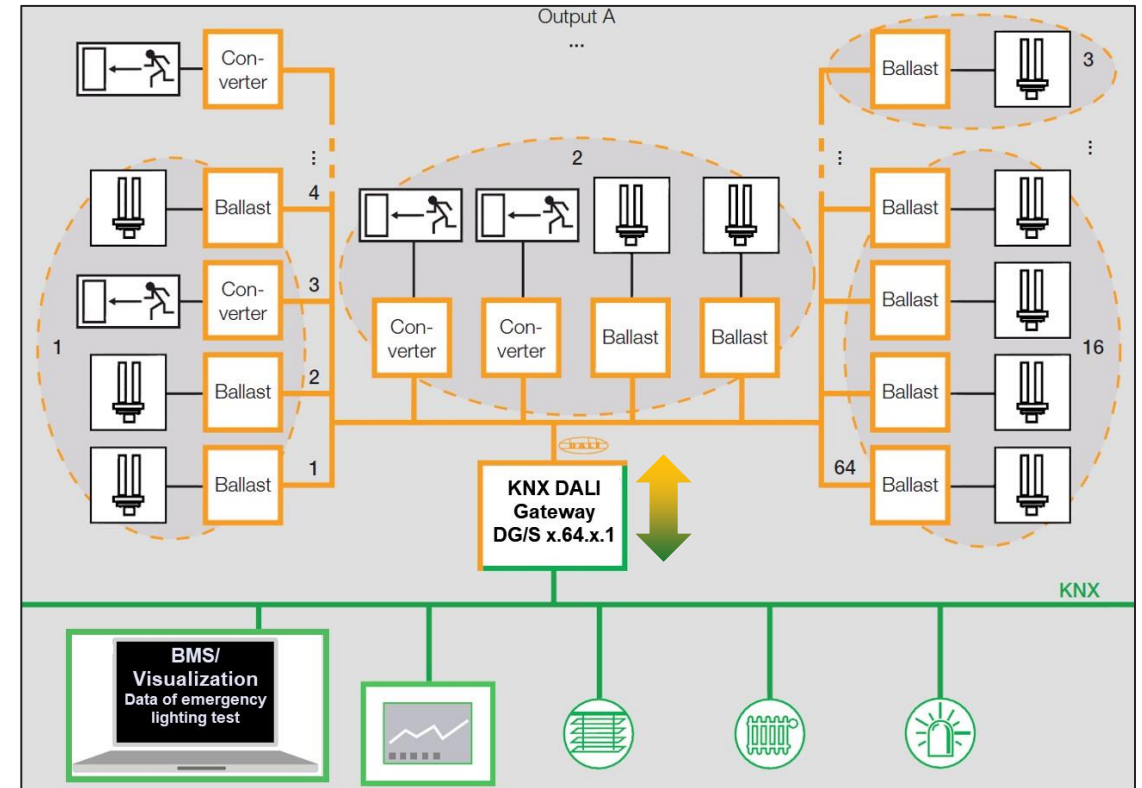 Output A
...
Con-
verter
Ballast
3
...
2
...
...
Ballast
4
Ballast
Con-
verter
3
Ballast
1
Con-
verter
Con-
verter
Ballast
Ballast
16
Ballast
2
Ballast
DALI
Ballast
1
64
Ballast
KNX DALI
Gateway
DG/S x.64.x.1
KNX
BMS/
Visualization
Data of emergency
lighting test